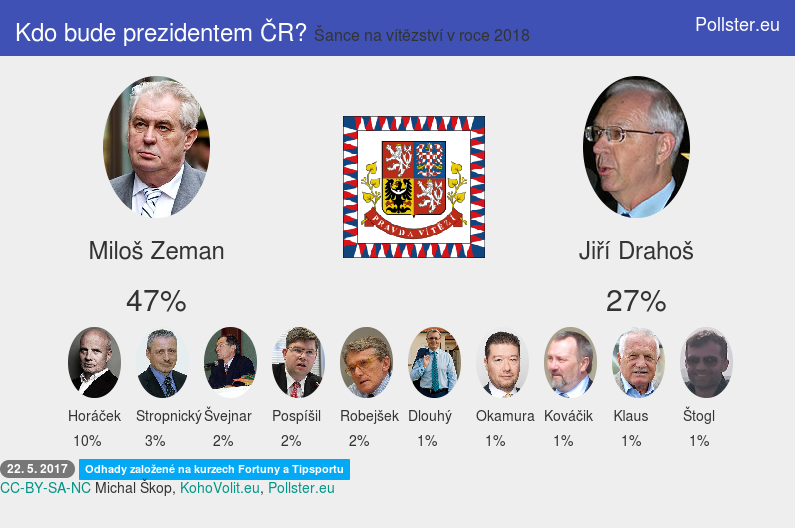 Kdo bude prezidentem ČR? Šance na vítězství v roce 2018
Pollster.eu
PRAVDA VÍTĚZÍ
Miloš Zeman
Jiří Drahoš
47%
27%
Horáček Stropnický Švejnar Pospíšil Robejšek Dlouhý Okamura Kováčik Klaus Štogl
10% 3% 2% 2% 2% 1% 1% 1% 1% 1%
22. 5. 2017 Odhady založené na kurzech Fortuny a Tipsportu
CC-BY-SA-NC Michal Škop, KohoVolit.eu, Pollster.eu